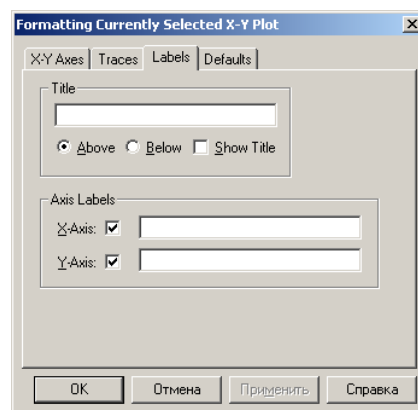 Formatting Currently Selected X-Y Plot
X-Y Axes Traces Labels Defaults
Title
Above Below Show Title
Axis Labels
X-Axis:
Y-Axis:
OK Отмена Применить Справка